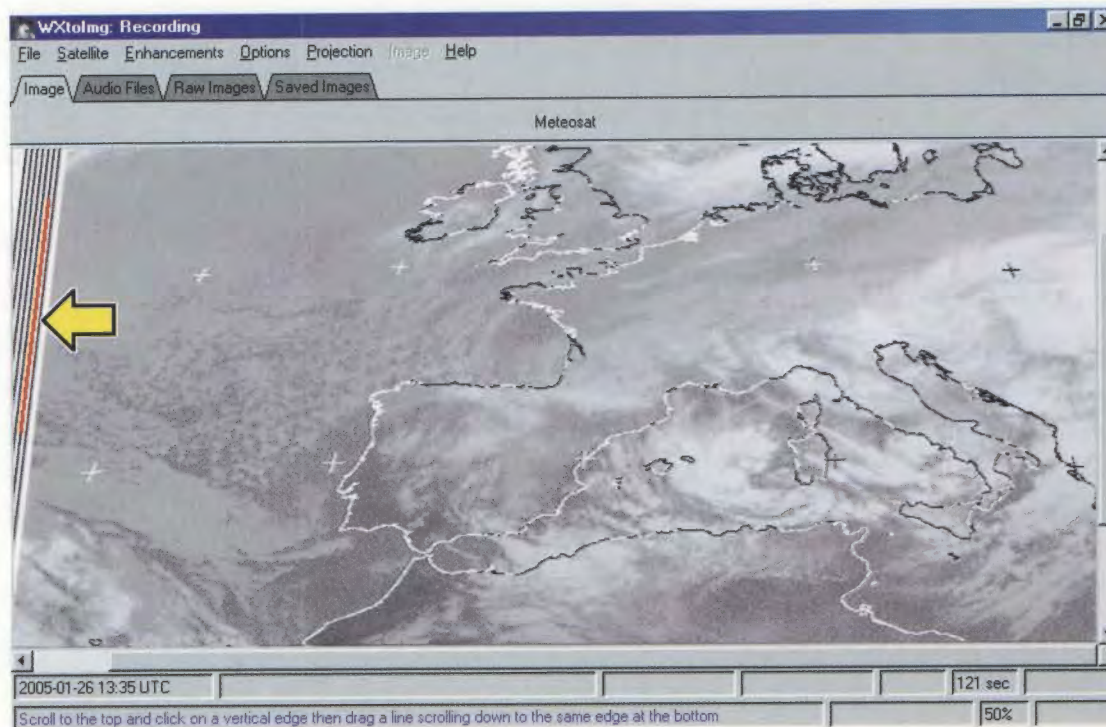 WXtoImg: Recording
File Satellite Enhancements Options Projection Image Help
Image Audio Files Raw Images Saved Images
Meteosat
2005-01-26 13:35 UTC 121 sec
Scroll to the top and click on a vertical edge then drag a line scrolling down to the same edge at the bottom 50%